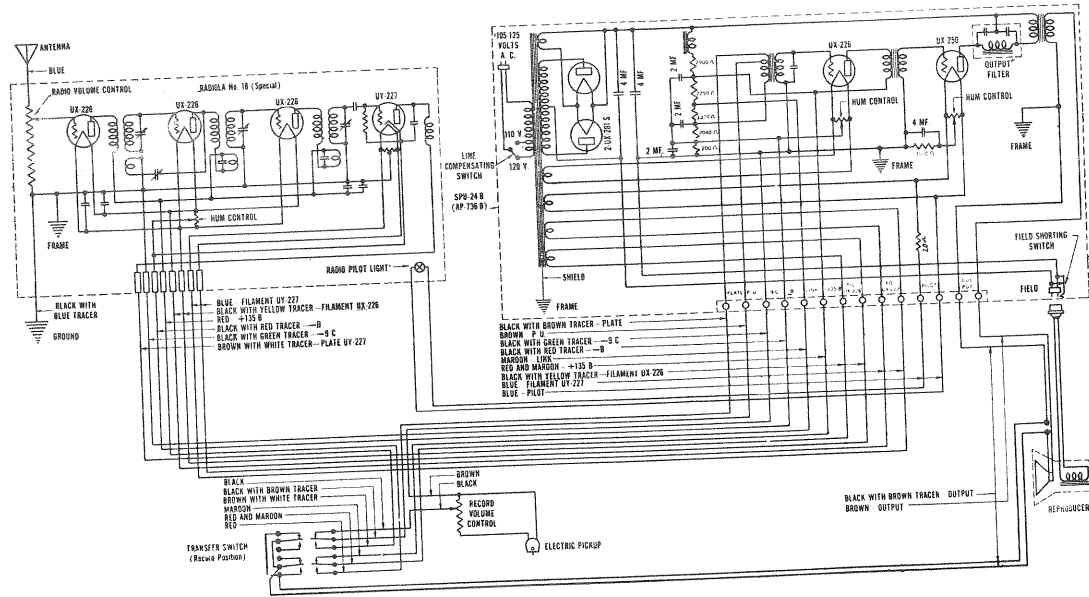 ANTENNA
BLUE
RADIO VOLUME CONTROL
RADIOLA No. 18 (Special)
UX-226
UX-226
UX-226
UY-227
HUM CONTROL
FRAME
BLACK WITH
BLUE TRACER
GROUND
RADIO PILOT LIGHT
BLUE FILAMENT UY-227
BLACK WITH YELLOW TRACER - FILAMENT UX-226
RED +135 B
BLACK WITH RED TRACER - -B
BLACK WITH GREEN TRACER - -9 C
BROWN WITH WHITE TRACER - PLATE UY-227
105 125
VOLTS
A. C.
110 V
120 V.
LINE
COMPENSATING
SWITCH
SPU-24 B
(AP-736 B)
2 UX-281 S
4 MF
4 MF
2 MF
2 MF
2 MF
2040 Ω
200 Ω
UX-226
HUM CONTROL
UX 250
OUTPUT
FILTER
HUM CONTROL
4 MF
FRAME
FRAME
SHIELD
FRAME
FIELD SHORTING
SWITCH
FIELD
PLATE
P U
9 C
B
LINK
+135 B
PILOT
BLACK WITH BROWN TRACER - PLATE
BROWN P U
BLACK WITH GREEN TRACER - -9 C
BLACK WITH RED TRACER - -B
MAROON LINK
RED AND MAROON - +135 B
BLACK WITH YELLOW TRACER - FILAMENT UX-226
BLUE FILAMENT UY-227
BLUE - PILOT
BLACK
BLACK WITH BROWN TRACER
BROWN WITH WHITE TRACER
MAROON
RED AND MAROON
RED
BROWN
BLACK
RECORD
VOLUME
CONTROL
ELECTRIC PICKUP
TRANSFER SWITCH
(Record Position)
BLACK WITH BROWN TRACER OUTPUT
BROWN OUTPUT
REPRODUCER